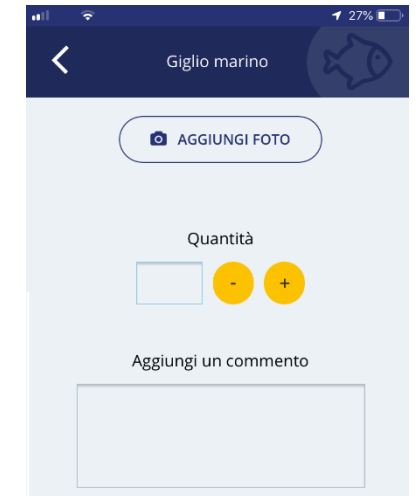 27%
Giglio marino
AGGIUNGI FOTO
Quantità
- +
Aggiungi un commento